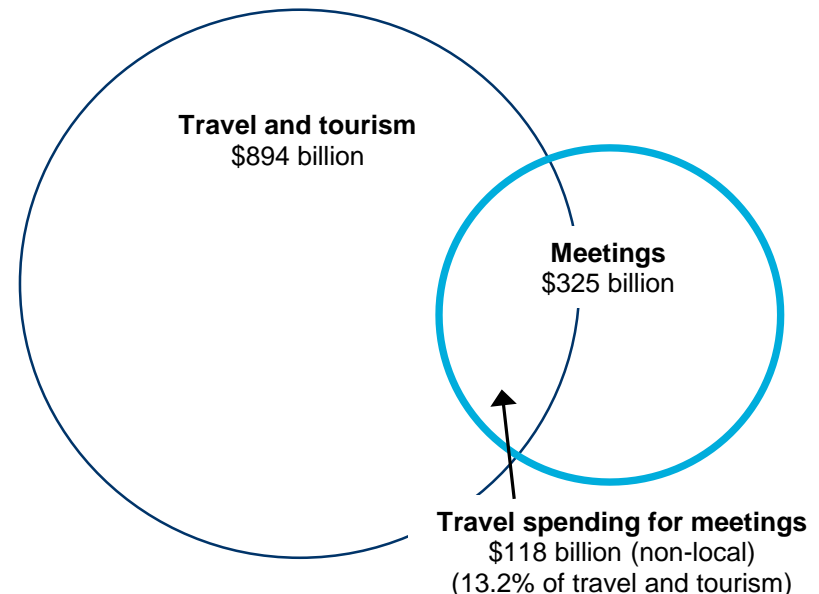 Travel and tourism
$894 billion
Meetings
$325 billion
Travel spending for meetings
$118 billion (non-local)
(13.2% of travel and tourism)